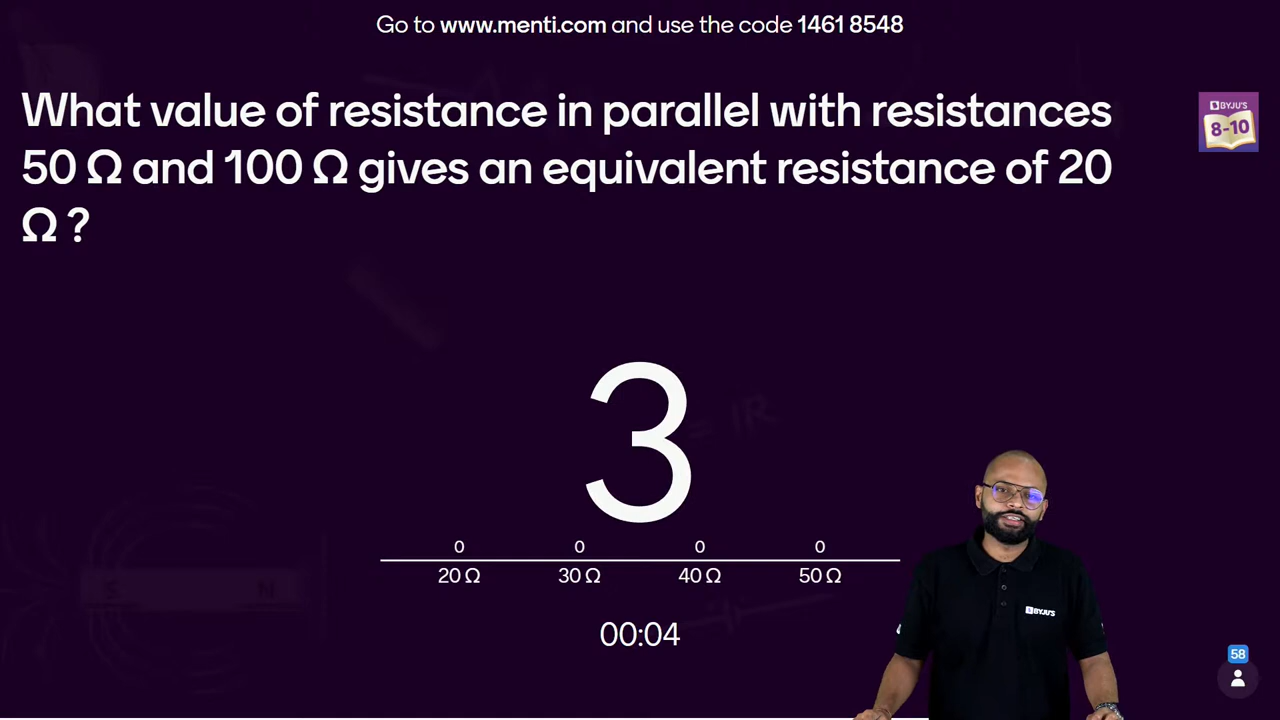 Go to www.menti.com and use the code 1461 8548
What value of resistance in parallel with resistances
50 Ω and 100 Ω gives an equivalent resistance of 20
Ω ?
BYJU'S
8-10
3
= IR
0 0 0 0
20 Ω 30 Ω 40 Ω 50 Ω
S N
00:04
BYJU'S
58